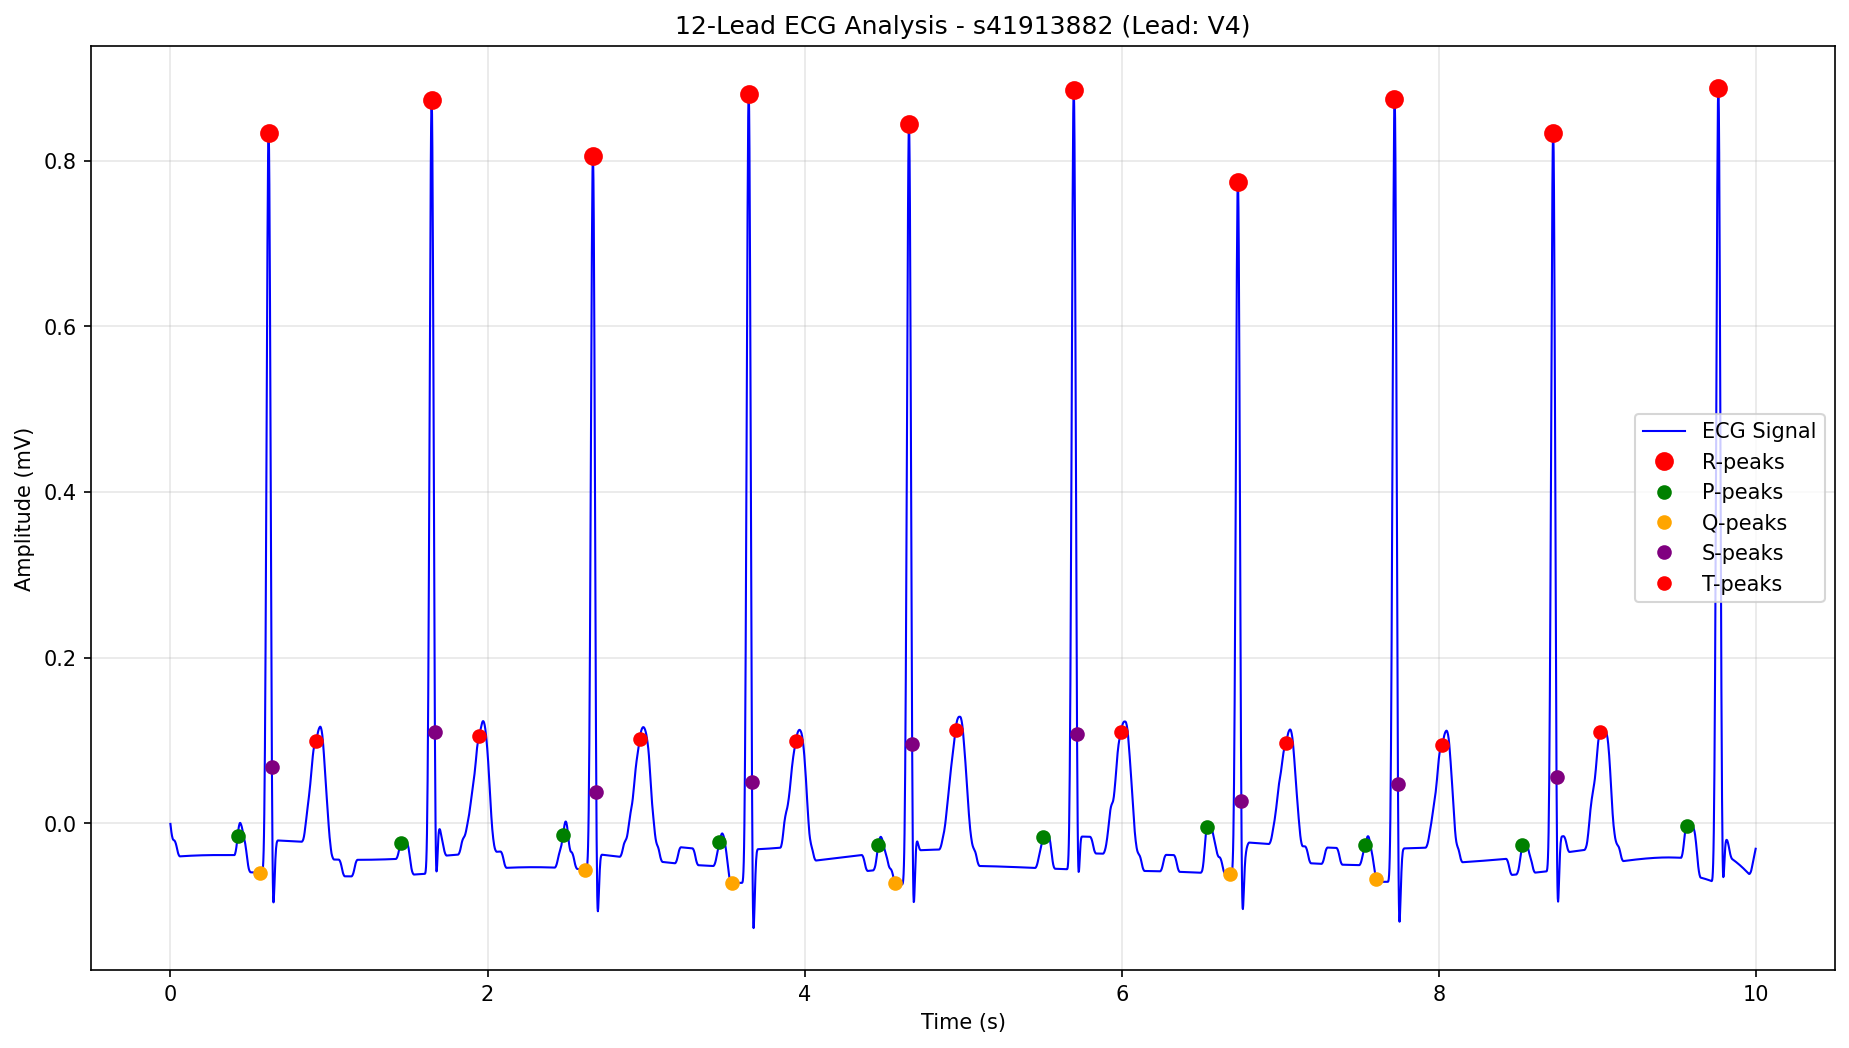 12-Lead ECG Analysis - s41913882 (Lead: V4)
Amplitude (mV)
0.8
0.6
0.4
0.2
0.0
ECG Signal
R-peaks
P-peaks
Q-peaks
S-peaks
T-peaks
0 2 4 6 8 10
Time (s)